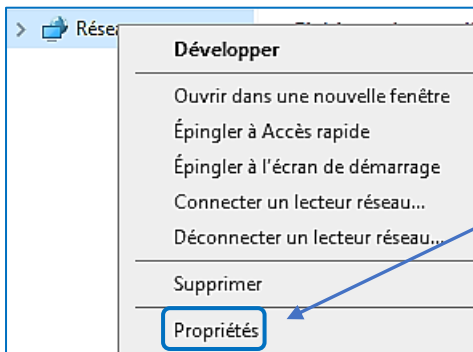 Rése
Développer
Ouvrir dans une nouvelle fenêtre
Épingler à Accès rapide
Épingler à l'écran de démarrage
Connecter un lecteur réseau...
Déconnecter un lecteur réseau...
Supprimer
Propriétés